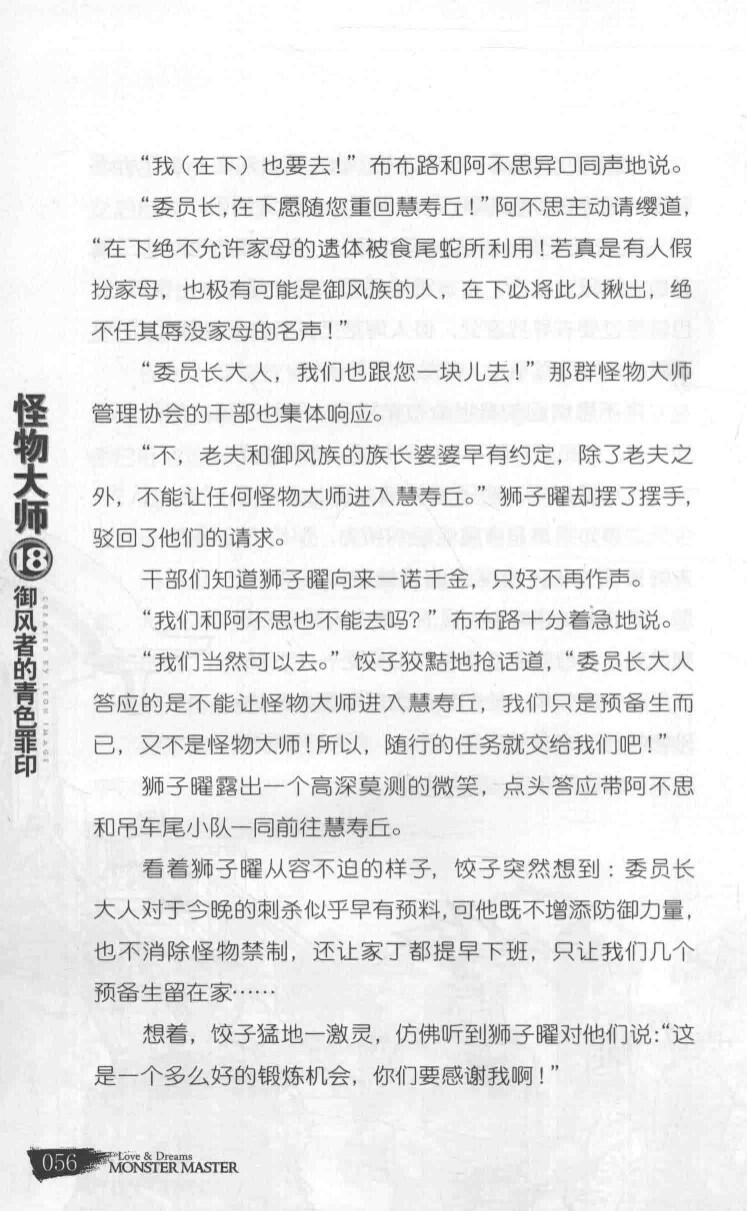 “我（在下）也要去！”布布路和阿不思异口同声地说。
“委员长，在下愿随您重回慧寿丘！”阿不思主动请缨道，
“在下绝不允许家母的遗体被食尾蛇所利用！若真是有人假
扮家母，也极有可能是御风族的人，在下必将此人揪出，绝
不任其辱没家母的名声！”
“委员长大人，我们也跟您一块儿去！”那群怪物大师
管理协会的干部也集体响应。
“不，老夫和御风族的族长婆婆早有约定，除了老夫之
外，不能让任何怪物大师进入慧寿丘。”狮子曜却摆了摆手，
驳回了他们的请求。
干部们知道狮子曜向来一诺千金，只好不再作声。
“我们和阿不思也不能去吗？”布布路十分着急地说。
“我们当然可以去。”饺子狡黠地抢话道，“委员长大人
答应的是不能让怪物大师进入慧寿丘，我们只是预备生而
已，又不是怪物大师！所以，随行的任务就交给我们吧！”
狮子曜露出一个高深莫测的微笑，点头答应带阿不思
和吊车尾小队一同前往慧寿丘。
看着狮子曜从容不迫的样子，饺子突然想到：委员长
大人对于今晚的刺杀似乎早有预料，可他既不增添防御力量，
也不消除怪物禁制，还让家丁都提早下班，只让我们几个
预备生留在家……
想着，饺子猛地一激灵，仿佛听到狮子曜对他们说：“这
是一个多么好的锻炼机会，你们要感谢我啊！”
怪物大师
18
御风者的青色罪印
CREATED BY LEON IMAGE
056
The Love & Dreams
MONSTER MASTER